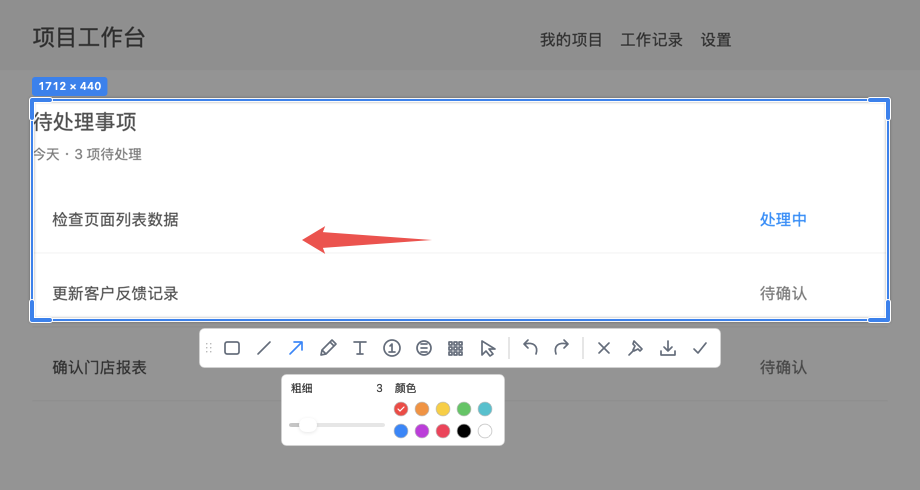 项目工作台
我的项目 工作记录 设置
1712 × 440
待处理事项
今天 · 3 项待处理
检查页面列表数据 处理中
更新客户反馈记录 待确认
T 1
确认门店报表 待确认
粗细 3 颜色